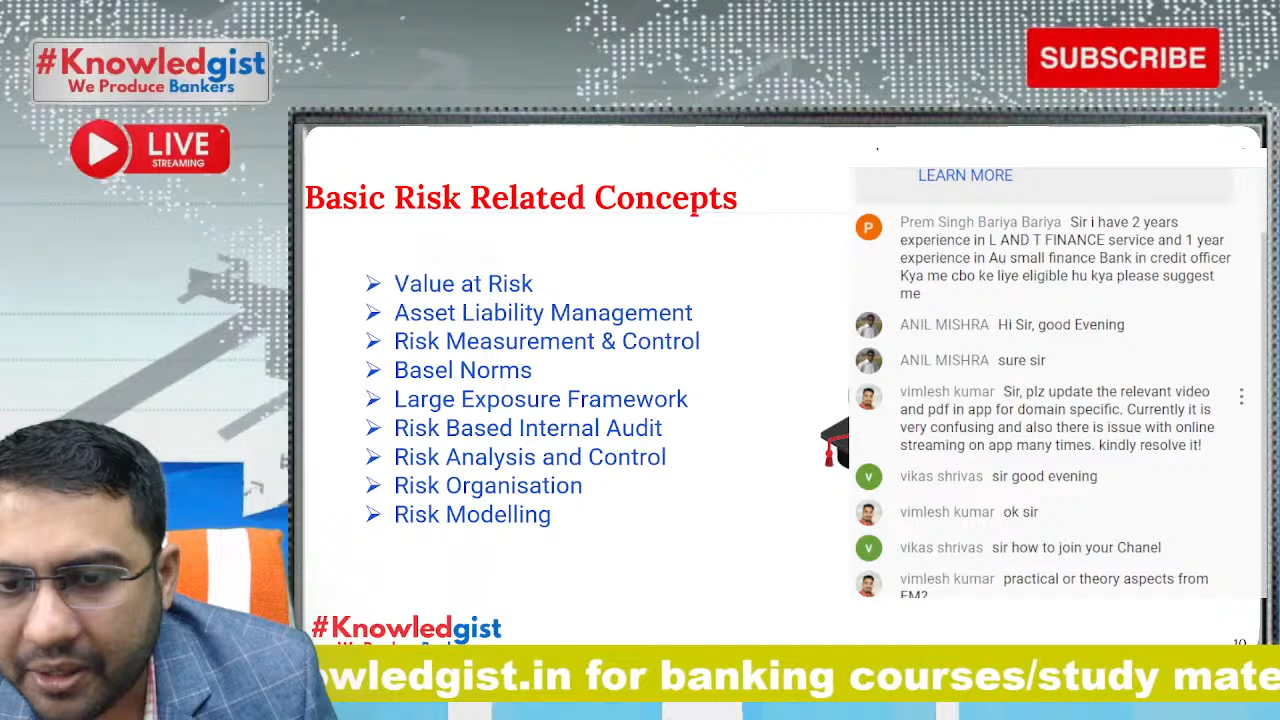 #Knowledgist
We Produce Bankers
SUBSCRIBE
LIVE
STREAMING
Basic Risk Related Concepts
Value at Risk
Asset Liability Management
Risk Measurement & Control
Basel Norms
Large Exposure Framework
Risk Based Internal Audit
Risk Analysis and Control
Risk Organisation
Risk Modelling
LEARN MORE
P
Prem Singh Bariya Bariya Sir i have 2 years
experience in L AND T FINANCE service and 1 year
experience in Au small finance Bank in credit officer
Kya me cbo ke liye eligible hu kya please suggest
me
ANIL MISHRA Hi Sir, good Evening
ANIL MISHRA sure sir
vimlesh kumar Sir, plz update the relevant video
and pdf in app for domain specific. Currently it is
very confusing and also there is issue with online
streaming on app many times. kindly resolve it!
v
vikas shrivas sir good evening
vimlesh kumar ok sir
v
vikas shrivas sir how to join your Chanel
vimlesh kumar practical or theory aspects from
FM?
#Knowledgist
10
owledgist.in for banking courses/study mate